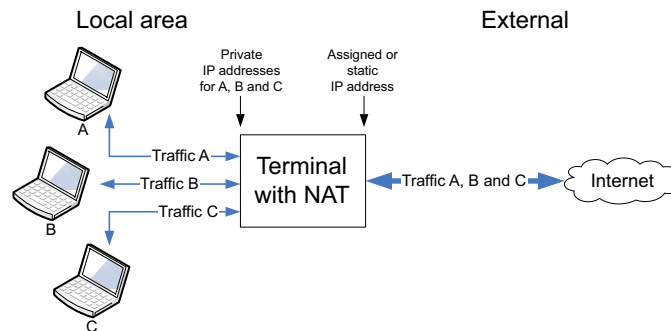 Local area
External
Private
IP addresses
for A, B and C
Assigned or
static
IP address
A
Traffic A
Traffic B
Traffic C
B
C
Terminal
with NAT
Traffic A, B and C
Internet